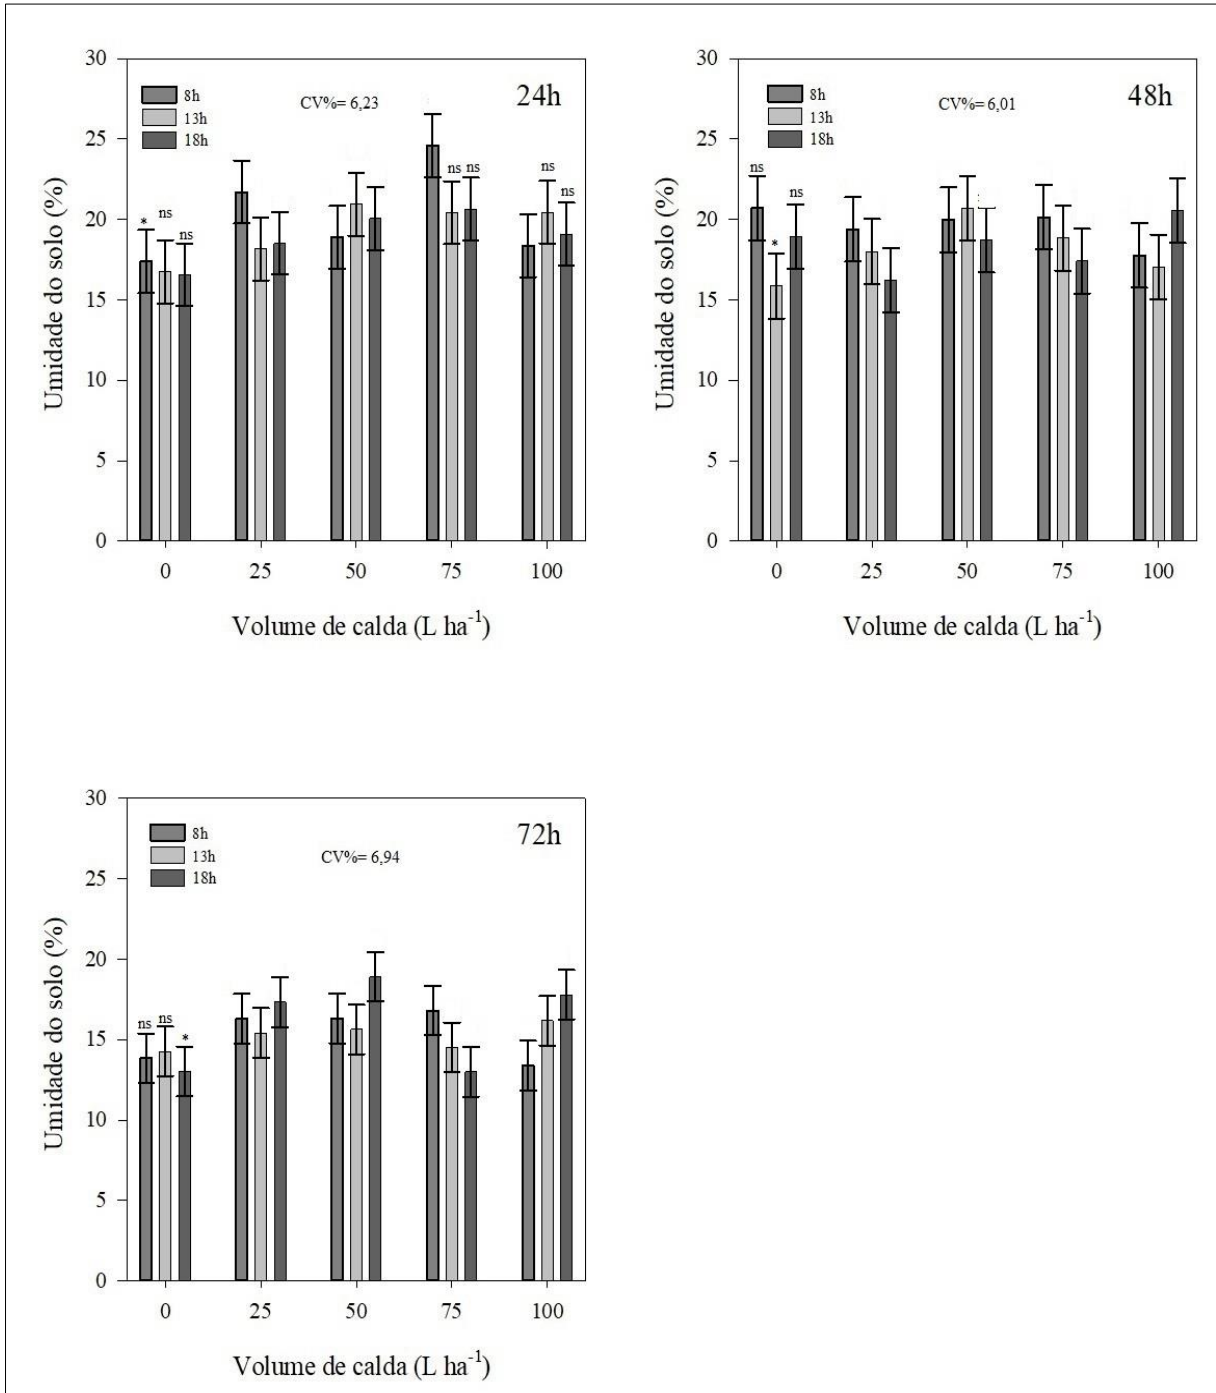 30
25
20
15
10
5
0
Umidade do solo (%)
8h
13h
18h
CV%= 6,23
24h
* ns ns
ns ns
ns ns
0 25 50 75 100
Volume de calda (L ha-1)
30
25
20
15
10
5
0
Umidade do solo (%)
8h
13h
18h
CV%= 6,01
48h
ns * ns
0 25 50 75 100
Volume de calda (L ha-1)
30
25
20
15
10
5
0
Umidade do solo (%)
8h
13h
18h
CV%= 6,94
72h
ns ns *
0 25 50 75 100
Volume de calda (L ha-1)